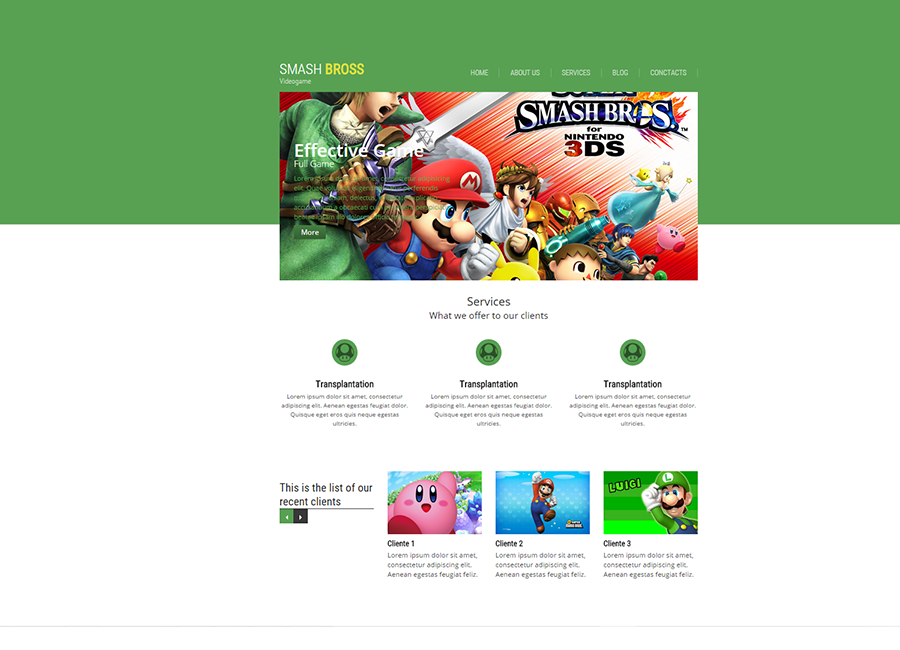 SMASH BROSS
Videogame
HOME
ABOUT US
SERVICES
BLOG
CONCTACTS
SUPER
SMASH BROS.™
for
NINTENDO
3DS
Effective Game
Full Game
Lorem ipsum
elit.
More
Services
What we offer to our clients
Transplantation
Lorem ipsum dolor sit amet, consectetur
adipiscing elit. Aenean egestas feugiat dolor.
Quisque eget eros quis neque egestas
ultricies.
Transplantation
Lorem ipsum dolor sit amet, consectetur
adipiscing elit. Aenean egestas feugiat dolor.
Quisque eget eros quis neque egestas
ultricies.
Transplantation
Lorem ipsum dolor sit amet, consectetur
adipiscing elit. Aenean egestas feugiat dolor.
Quisque eget eros quis neque egestas
ultricies.
This is the list of our
recent clients
Cliente 1
Lorem ipsum dolor sit amet,
consectetur adipiscing elit.
Aenean egestas feugiat feliz.
Cliente 2
Lorem ipsum dolor sit amet,
consectetur adipiscing elit.
Aenean egestas feugiat feliz.
LUIGI
Cliente 3
Lorem ipsum dolor sit amet,
consectetur adipiscing elit.
Aenean egestas feugiat feliz.